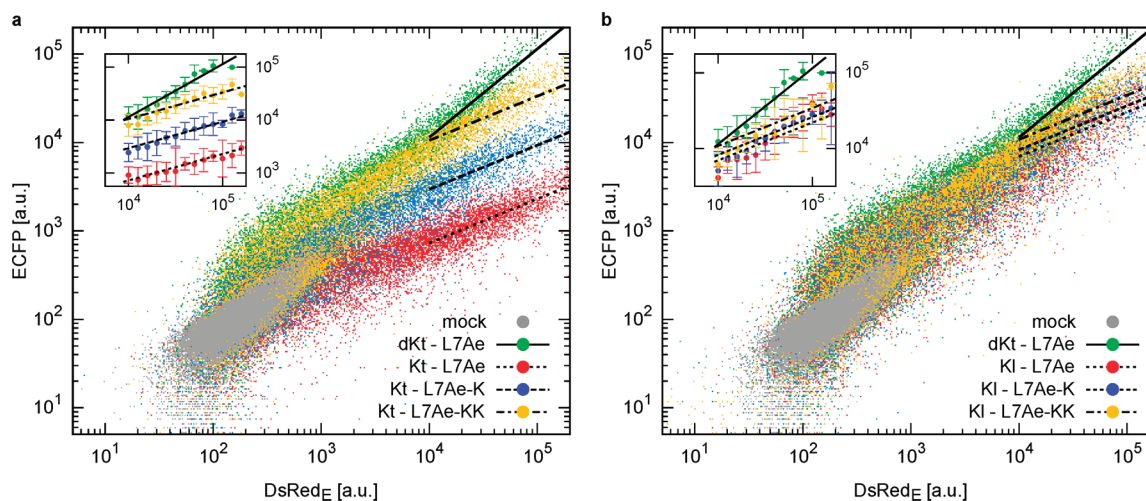 a
ECFP [a.u.]
10^5
10^4
10^3
10^2
10^1
10^5
10^4
10^3
10^4
10^5
mock
dKt - L7Ae
Kt - L7Ae
Kt - L7Ae-K
Kt - L7Ae-KK
10^1
10^2
10^3
10^4
10^5
DsRed_E [a.u.]
b
ECFP [a.u.]
10^5
10^4
10^3
10^2
10^1
10^5
10^4
10^4
10^5
mock
dKt - L7Ae
Kl - L7Ae
Kl - L7Ae-K
Kl - L7Ae-KK
10^1
10^2
10^3
10^4
10^5
DsRed_E [a.u.]